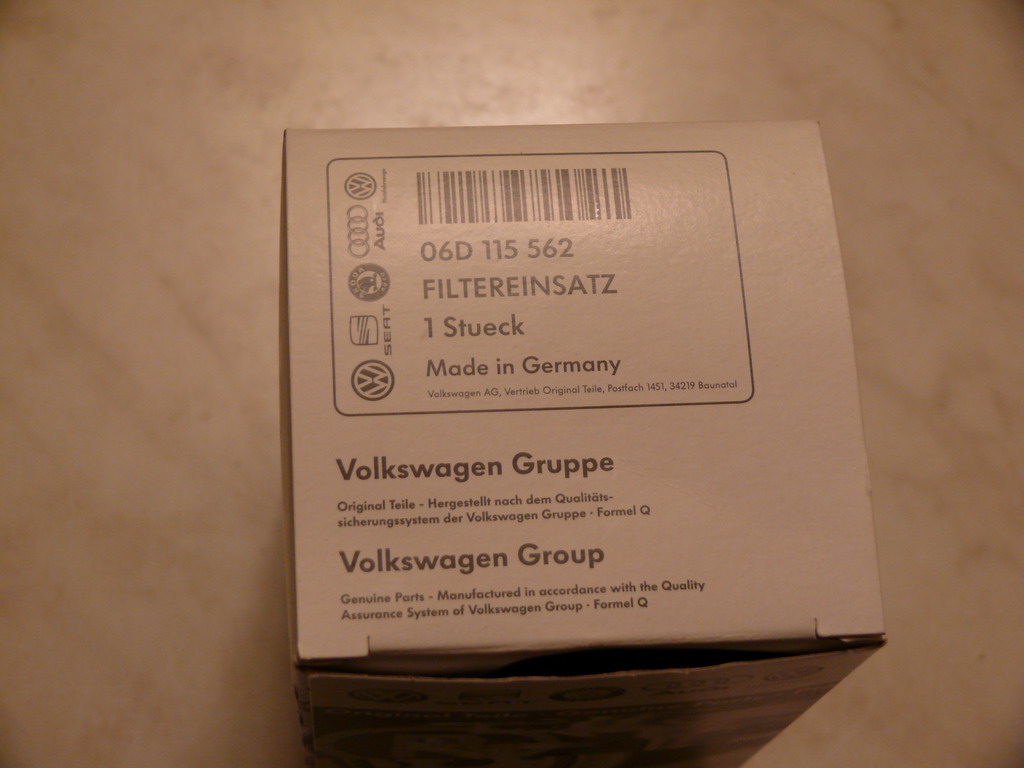 06D 115 562
FILTEREINSATZ
1 Stueck
Made in Germany
Volkswagen AG, Vertrieb Original Teile, Postfach 1451, 34219 Baunatal
Audi
SEAT
Volkswagen Gruppe
Original Teile - Hergestellt nach dem Qualitäts-
sicherungssystem der Volkswagen Gruppe · Formel Q
Volkswagen Group
Genuine Parts - Manufactured in accordance with the Quality
Assurance System of Volkswagen Group · Formel Q